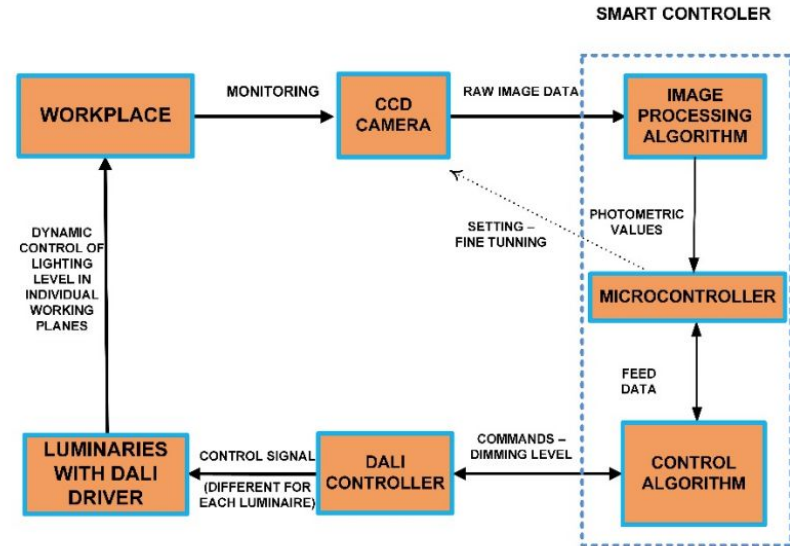 SMART CONTROLER
WORKPLACE
MONITORING
CCD
CAMERA
RAW IMAGE DATA
IMAGE
PROCESSING
ALGORITHM
DYNAMIC
CONTROL OF
LIGHTING
LEVEL IN
INDIVIDUAL
WORKING
PLANES
SETTING –
FINE TUNNING
PHOTOMETRIC
VALUES
MICROCONTROLLER
FEED
DATA
LUMINARIES
WITH DALI
DRIVER
CONTROL SIGNAL
(DIFFERENT FOR
EACH LUMINAIRE)
DALI
CONTROLLER
COMMANDS –
DIMMING LEVEL
CONTROL
ALGORITHM